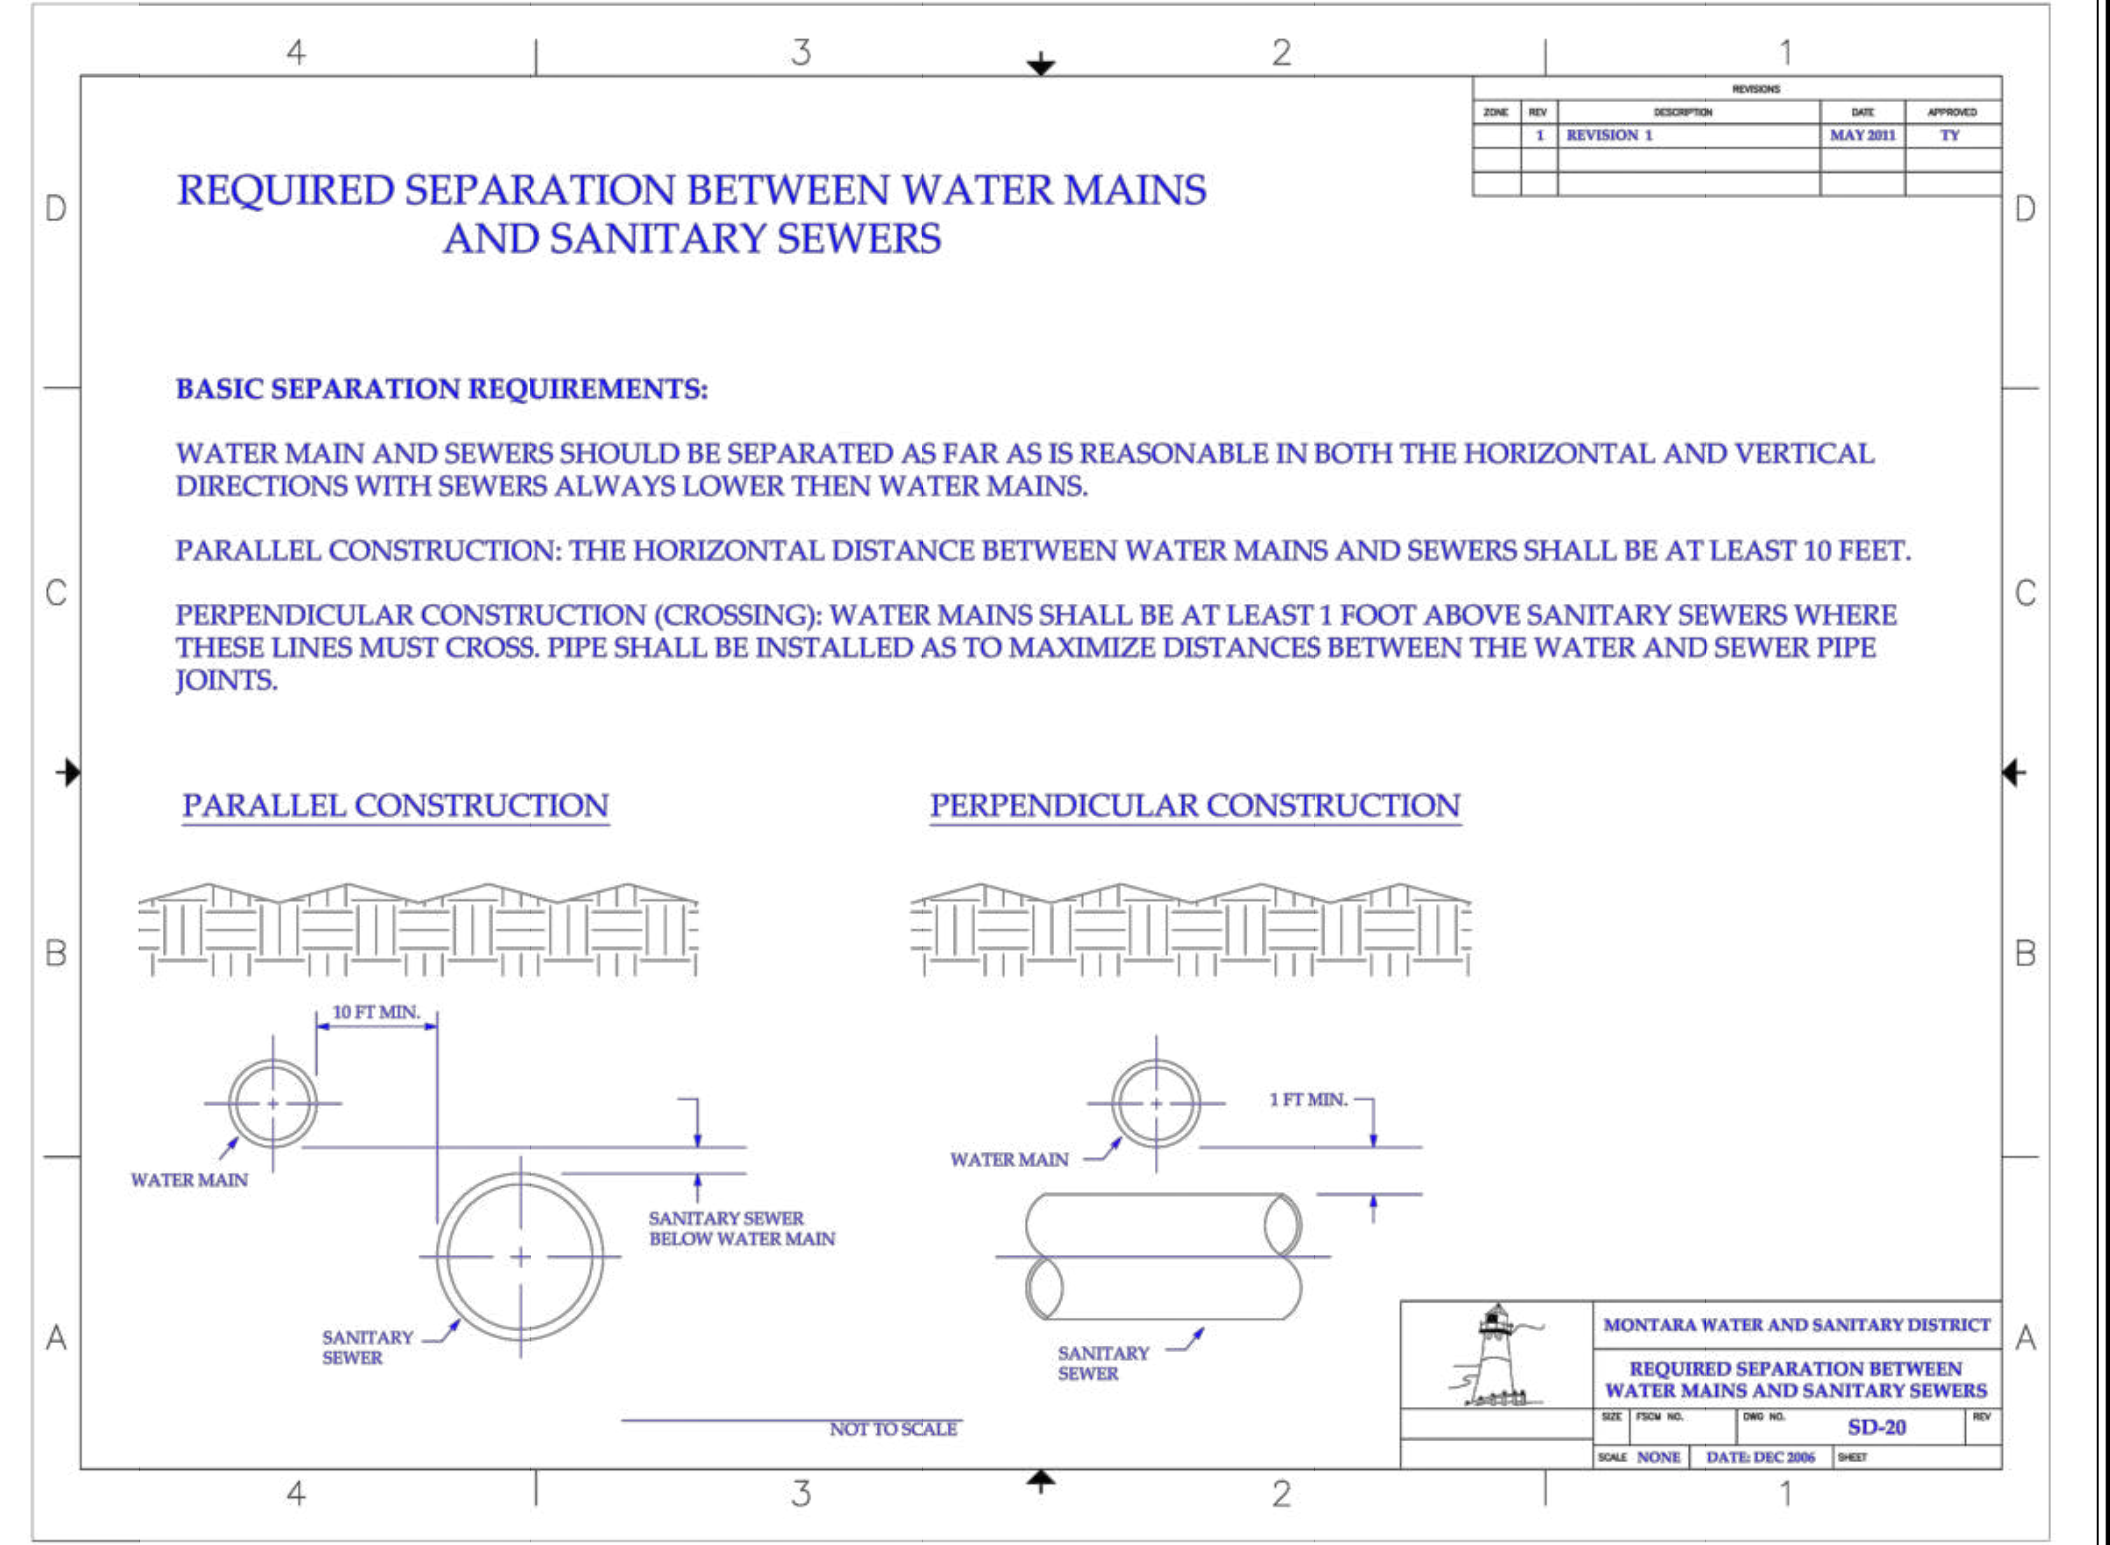 4 3 2 1
REVISIONS
ZONE REV DESCRIPTION DATE APPROVED
1 REVISION 1 MAY 2011 TY
D D
REQUIRED SEPARATION BETWEEN WATER MAINS
AND SANITARY SEWERS
BASIC SEPARATION REQUIREMENTS:
WATER MAIN AND SEWERS SHOULD BE SEPARATED AS FAR AS IS REASONABLE IN BOTH THE HORIZONTAL AND VERTICAL
DIRECTIONS WITH SEWERS ALWAYS LOWER THEN WATER MAINS.
PARALLEL CONSTRUCTION: THE HORIZONTAL DISTANCE BETWEEN WATER MAINS AND SEWERS SHALL BE AT LEAST 10 FEET.
C C
PERPENDICULAR CONSTRUCTION (CROSSING): WATER MAINS SHALL BE AT LEAST 1 FOOT ABOVE SANITARY SEWERS WHERE
THESE LINES MUST CROSS. PIPE SHALL BE INSTALLED AS TO MAXIMIZE DISTANCES BETWEEN THE WATER AND SEWER PIPE
JOINTS.
PARALLEL CONSTRUCTION
B
10 FT MIN.
WATER MAIN
SANITARY SEWER
BELOW WATER MAIN
SANITARY
SEWER
PERPENDICULAR CONSTRUCTION
B
1 FT MIN.
WATER MAIN
SANITARY
SEWER
NOT TO SCALE
A A
MONTARA WATER AND SANITARY DISTRICT
REQUIRED SEPARATION BETWEEN
WATER MAINS AND SANITARY SEWERS
SIZE FSCM NO. DWG NO. SD-20 REV
SCALE NONE DATE: DEC 2006 SHEET
4 3 2 1